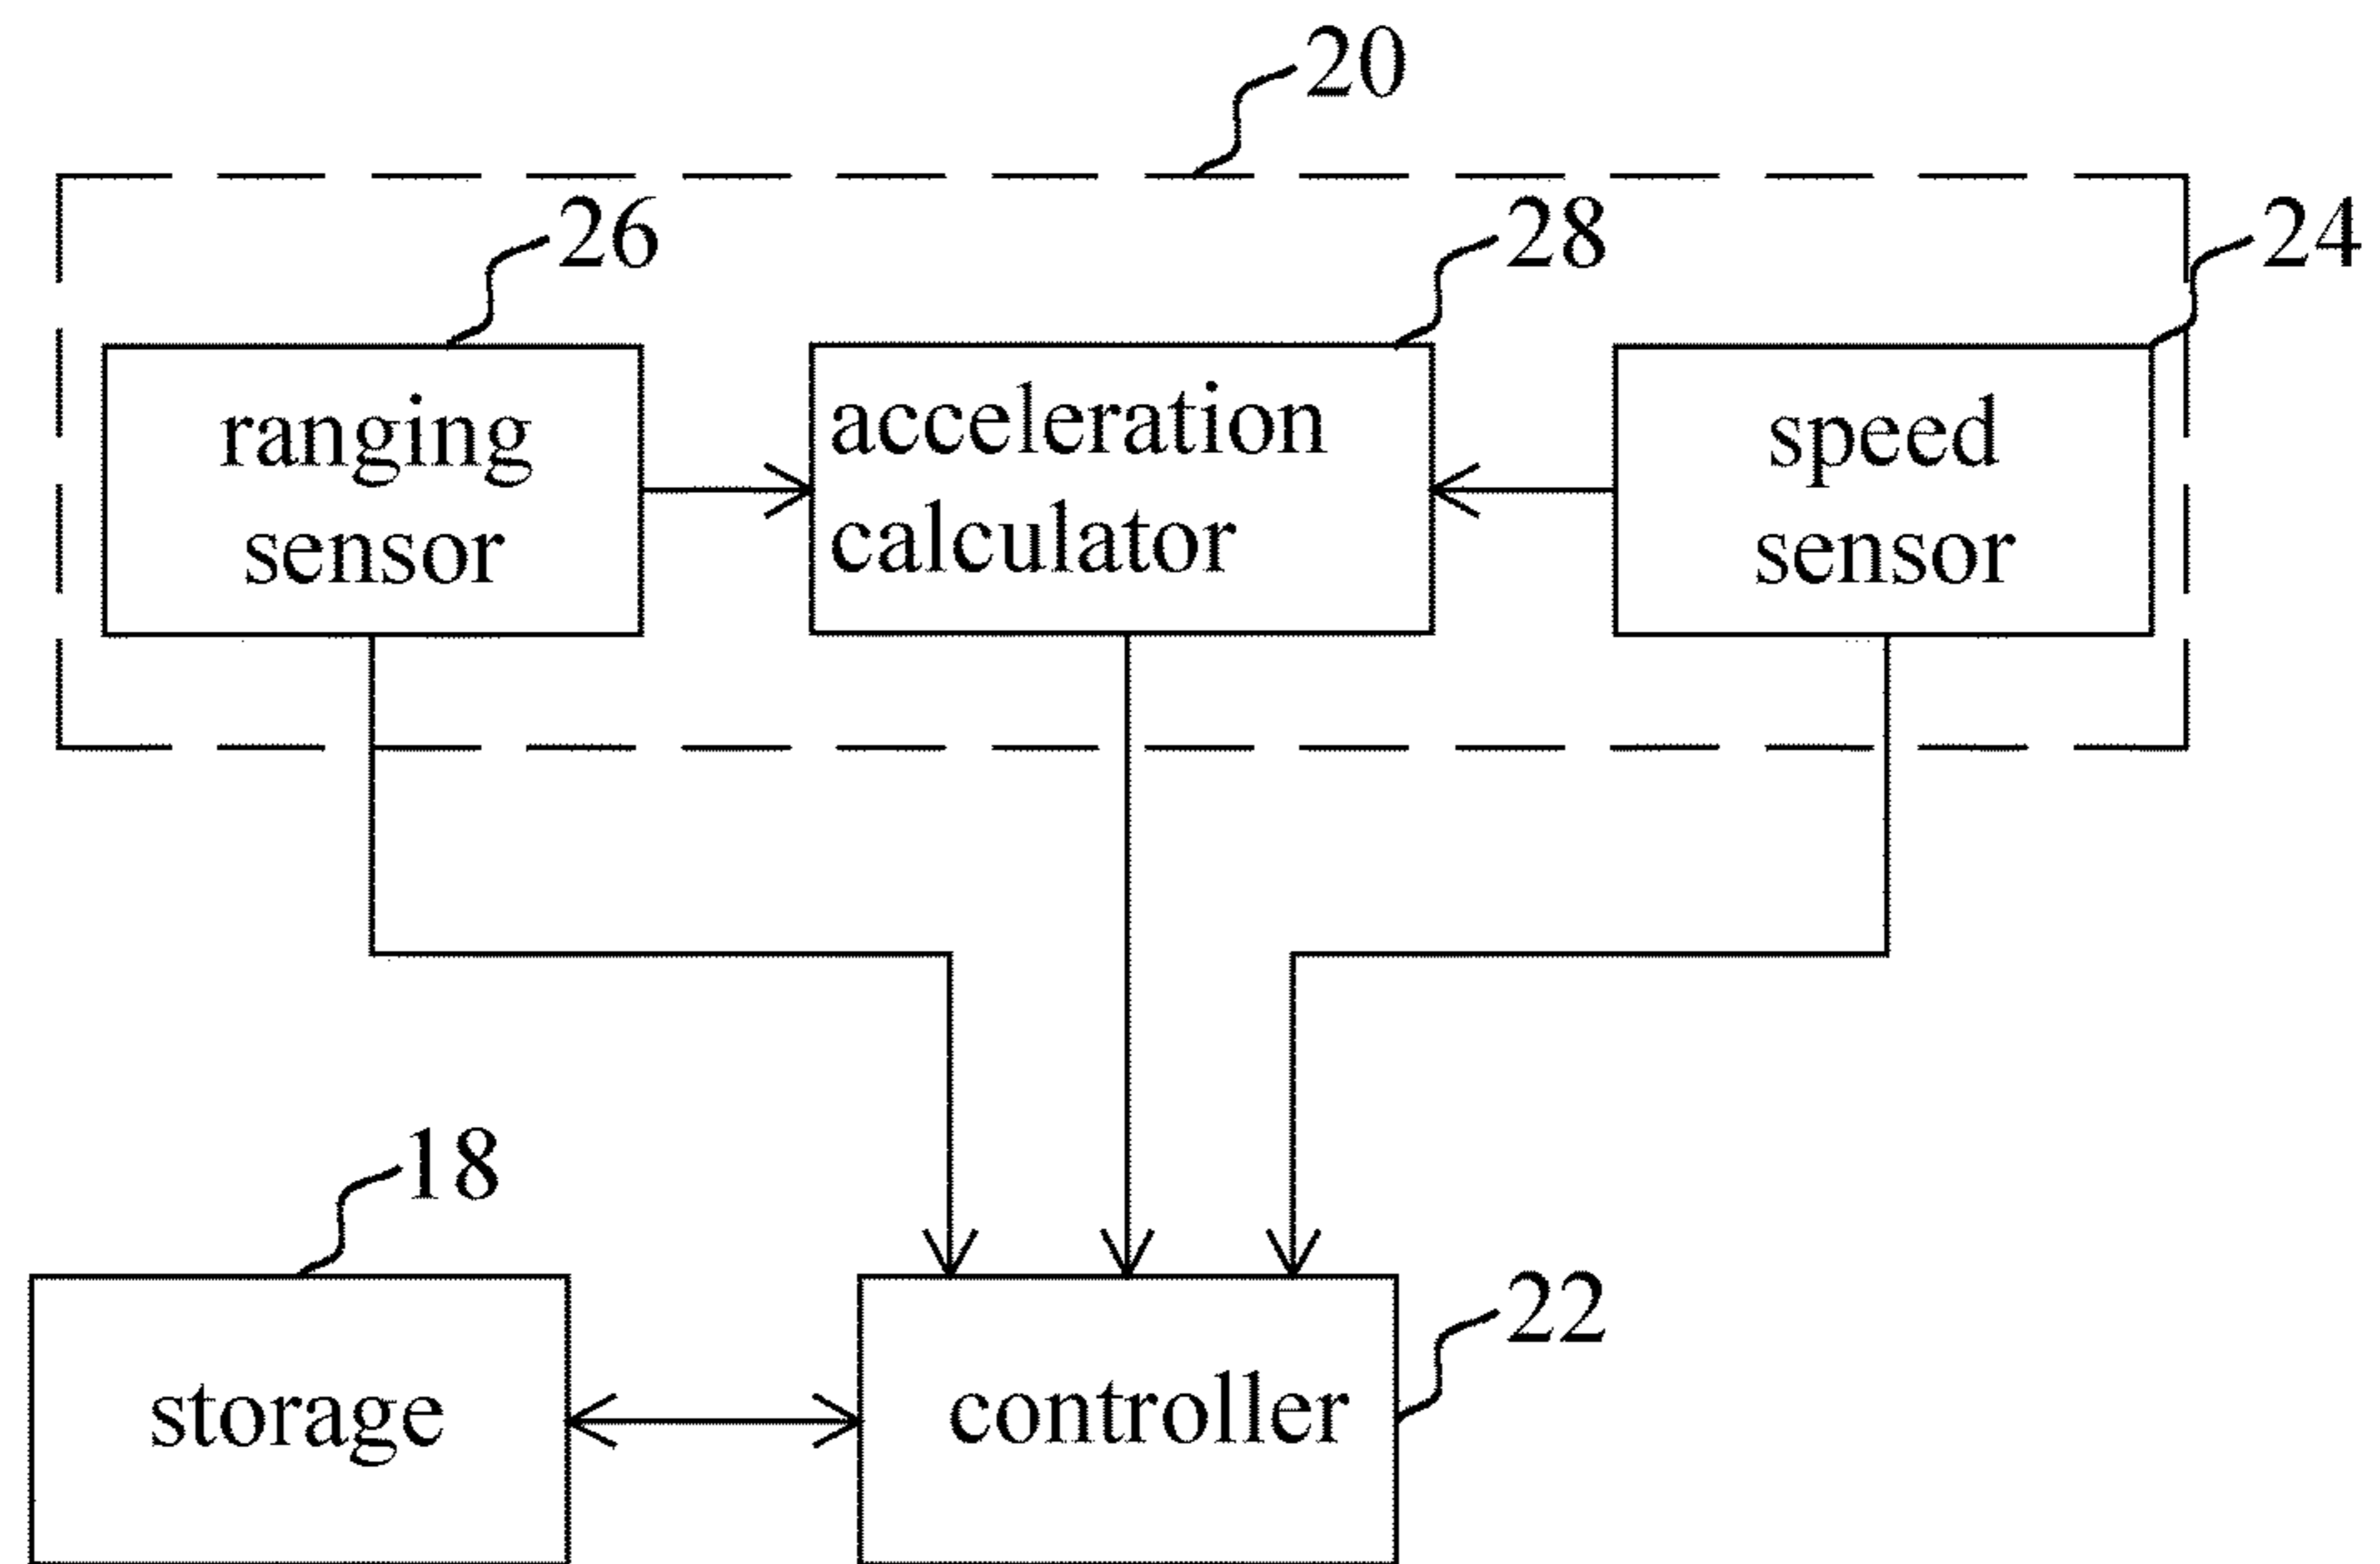 20
26
28
24
ranging
sensor
acceleration
calculator
speed
sensor
18
22
storage
controller